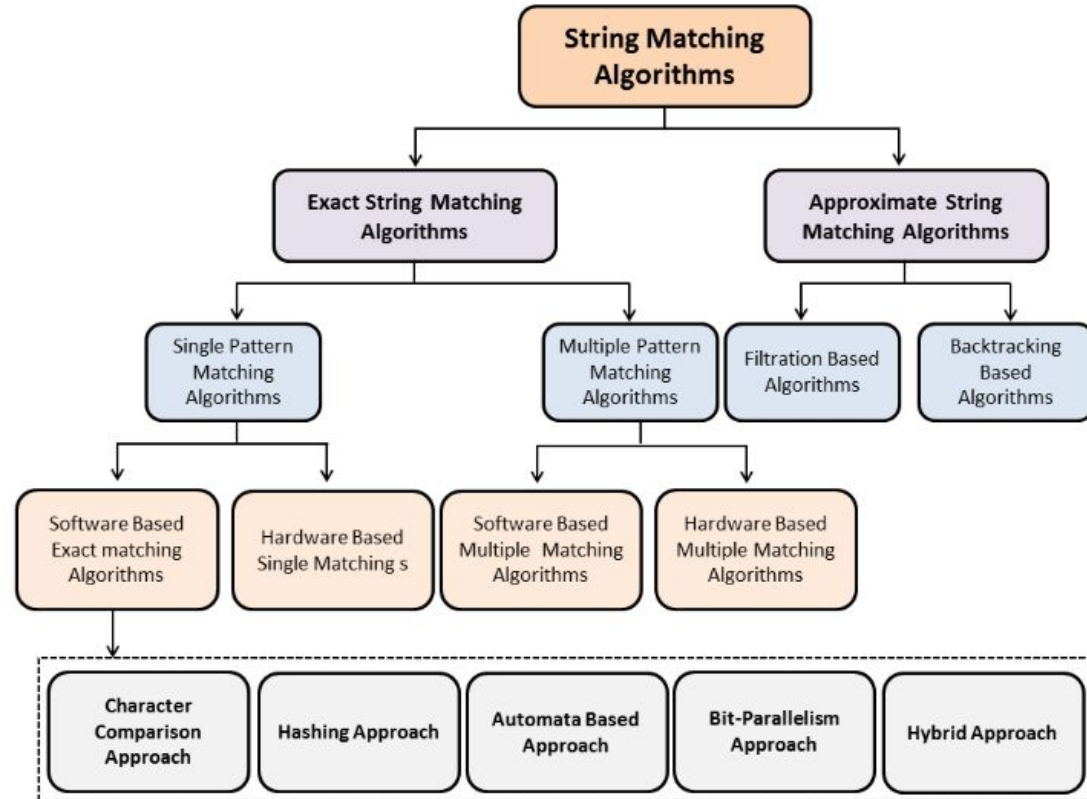 String Matching
Algorithms
Exact String Matching
Algorithms
Approximate String
Matching Algorithms
Single Pattern
Matching
Algorithms
Multiple Pattern
Matching
Algorithms
Filtration Based
Algorithms
Backtracking
Based
Algorithms
Software Based
Exact matching
Algorithms
Hardware Based
Single Matching s
Software Based
Multiple Matching
Algorithms
Hardware Based
Multiple Matching
Algorithms
Character
Comparison
Approach
Hashing Approach
Automata Based
Approach
Bit-Parallelism
Approach
Hybrid Approach